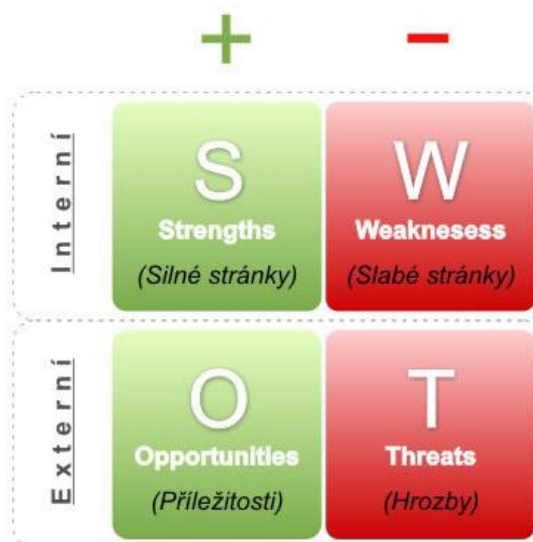 + −
Interní
S
Strengths
(Silné stránky)
W
Weaknesess
(Slabé stránky)
Externí
O
Opportunities
(Příležitosti)
T
Threats
(Hrozby)